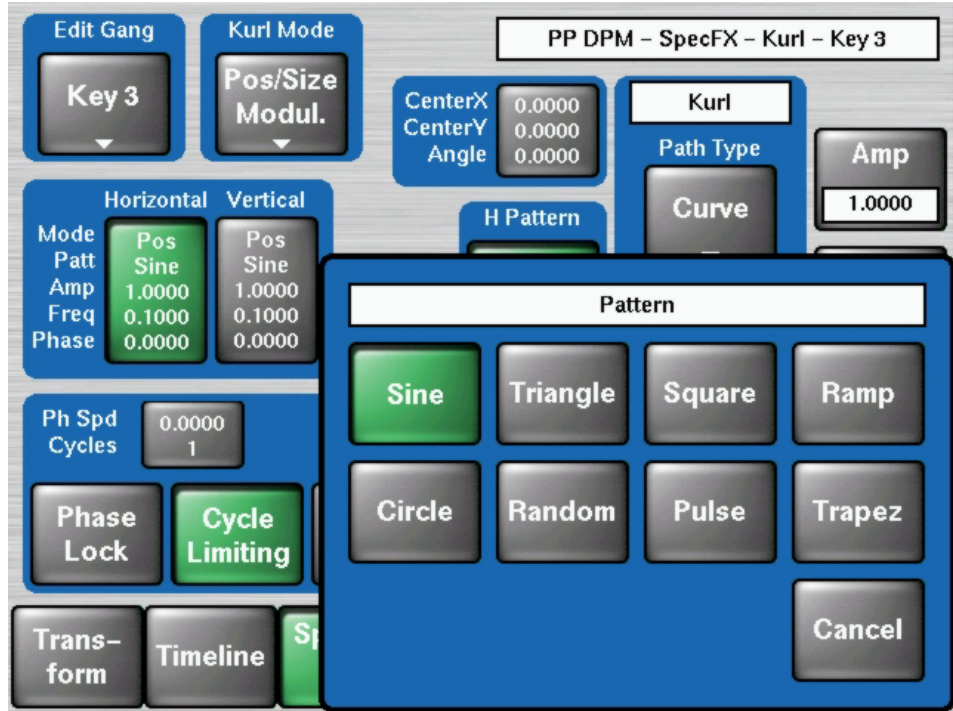 Edit Gang
Key 3
Kurl Mode
Pos/Size
Modul.
PP DPM – SpecFX – Kurl – Key 3
CenterX 0.0000
CenterY 0.0000
Angle 0.0000
Kurl
Path Type
Curve
Amp
1.0000
Horizontal Vertical
Mode Pos Pos
Patt Sine Sine
Amp 1.0000 1.0000
Freq 0.1000 0.1000
Phase 0.0000 0.0000
H Pattern
Pattern
Sine Triangle Square Ramp
Circle Random Pulse Trapez
Cancel
Ph Spd 0.0000
Cycles 1
Phase
Lock
Cycle
Limiting
Trans–
form
Timeline